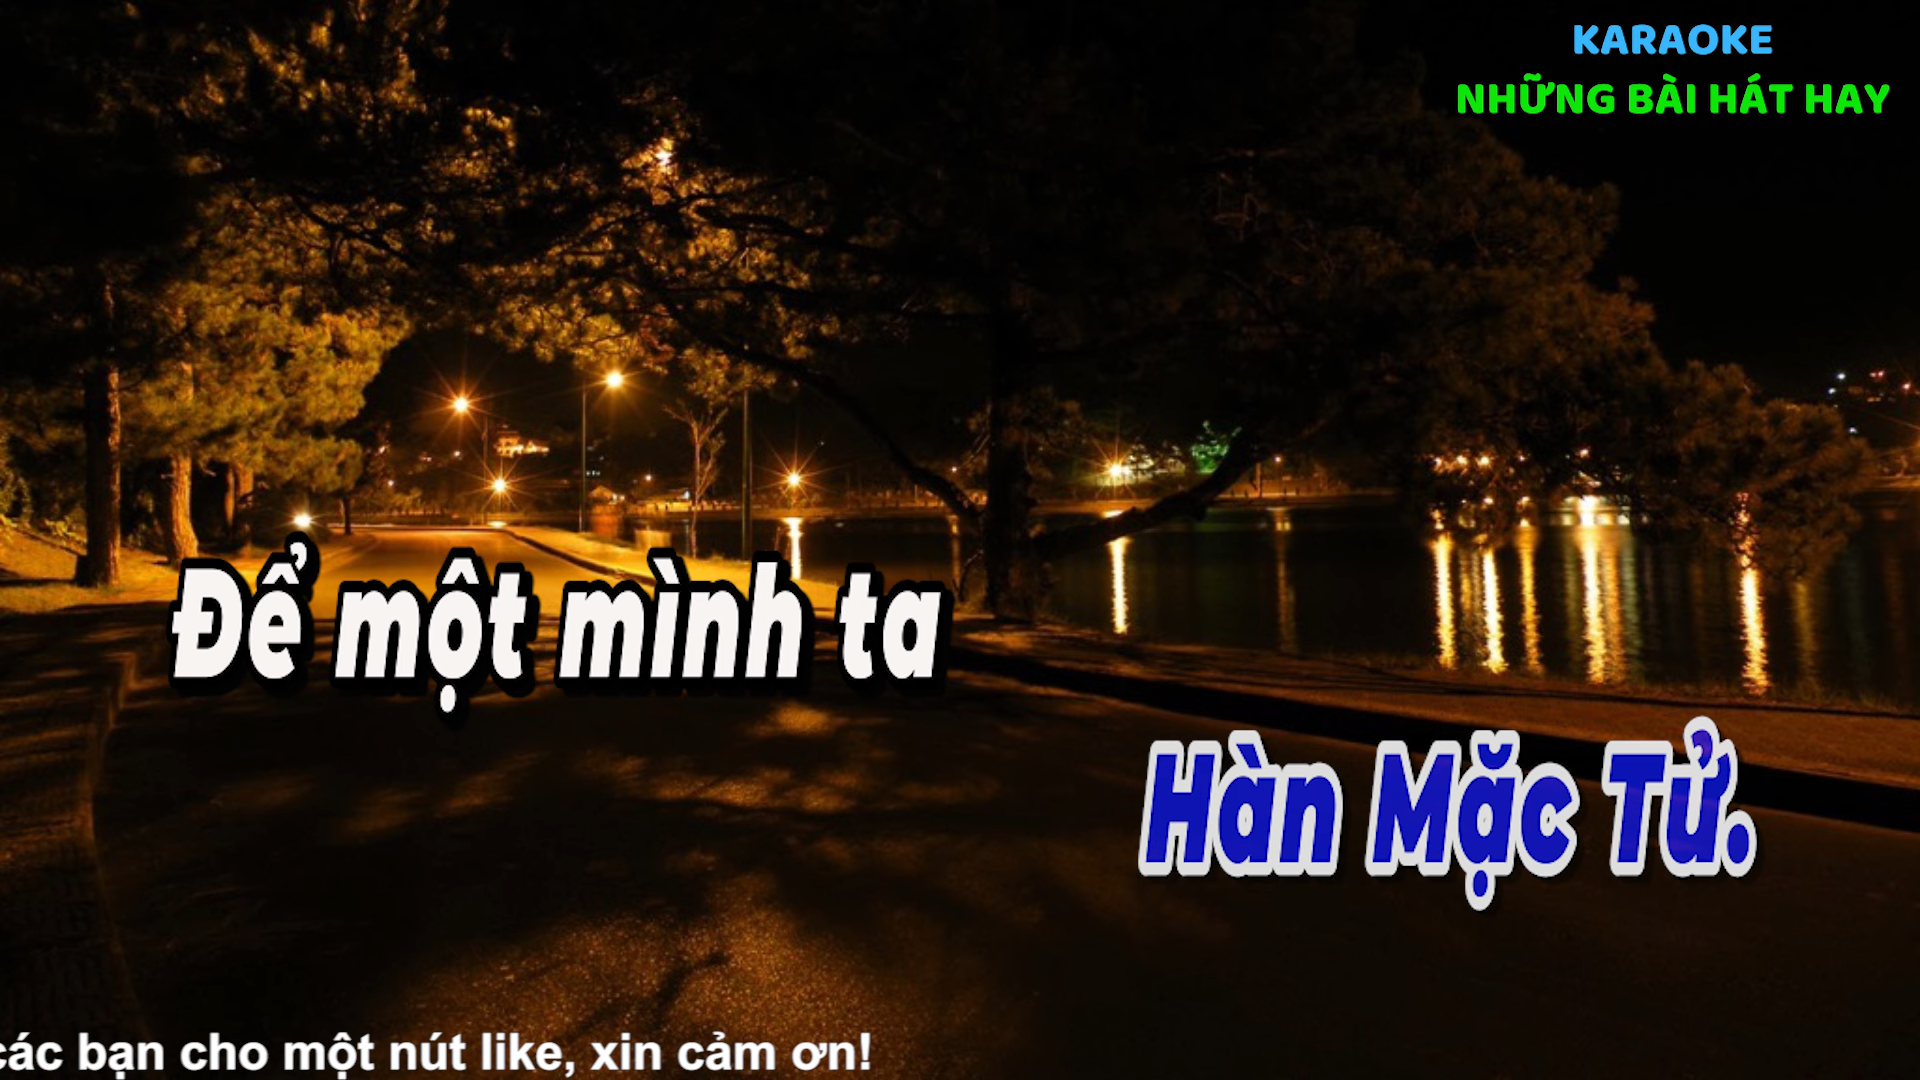 KARAOKE
NHỮNG BÀI HÁT HAY
Để một mình ta
Hàn Mặc Tử.
các bạn cho một nút like, xin cảm ơn!